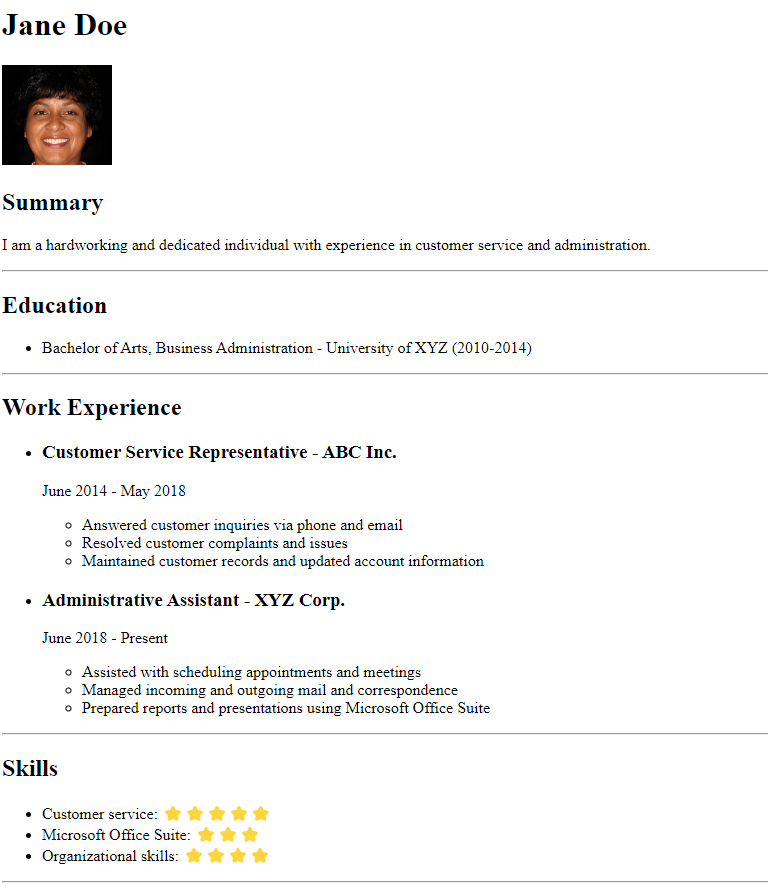 Jane Doe
Summary
I am a hardworking and dedicated individual with experience in customer service and administration.
Education
Bachelor of Arts, Business Administration - University of XYZ (2010-2014)
Work Experience
Customer Service Representative - ABC Inc.
June 2014 - May 2018
Answered customer inquiries via phone and email
Resolved customer complaints and issues
Maintained customer records and updated account information
Administrative Assistant - XYZ Corp.
June 2018 - Present
Assisted with scheduling appointments and meetings
Managed incoming and outgoing mail and correspondence
Prepared reports and presentations using Microsoft Office Suite
Skills
Customer service:
Microsoft Office Suite:
Organizational skills: